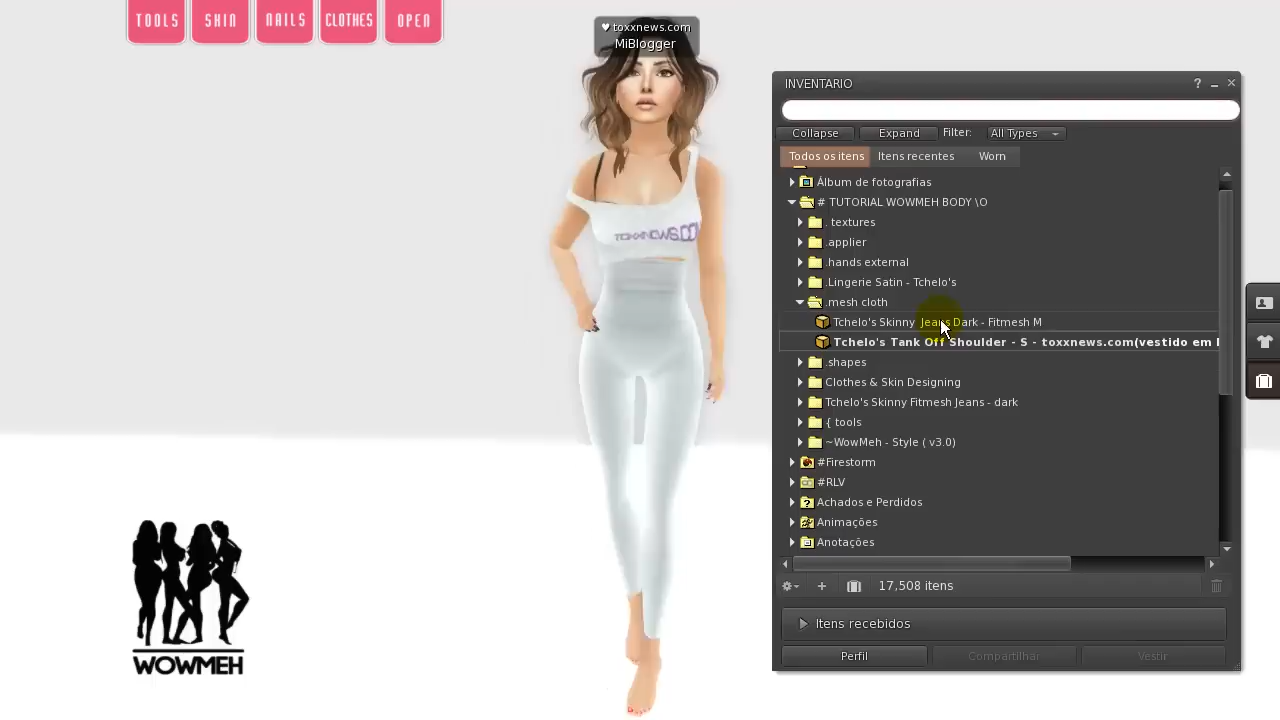 TOOLS
SKIN
NAILS
CLOTHES
OPEN
♥ toxxnews.com
MiBlogger
INVENTARIO
Collapse
Expand
Filter:
All Types
Todos os itens
Itens recentes
Worn
Álbum de fotografias
# TUTORIAL WOWMEH BODY \O
. textures
.applier
.hands external
.Lingerie Satin - Tchelo's
.mesh cloth
Tchelo's Skinny Jeans Dark - Fitmesh M
Tchelo's Tank Off Shoulder - S - toxxnews.com(vestido em
.shapes
Clothes & Skin Designing
Tchelo's Skinny Fitmesh Jeans - dark
{ tools
~WowMeh - Style ( v3.0)
#Firestorm
#RLV
Achados e Perdidos
Animações
Anotações
17,508 itens
Itens recebidos
Perfil
Compartilhar
Vestir
TOXXNEWS.CO
WOWMEH